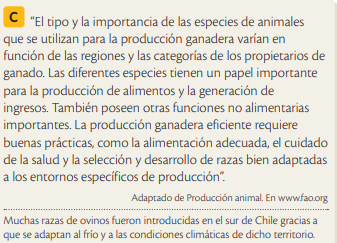 C “El tipo y la importancia de las especies de animales
que se utilizan para la producción ganadera varían en
función de las regiones y las categorías de los propietarios de
ganado. Las diferentes especies tienen un papel importante
para la producción de alimentos y la generación de
ingresos. También poseen otras funciones no alimentarias
importantes. La producción ganadera eficiente requiere
buenas prácticas, como la alimentación adecuada, el cuidado
de la salud y la selección y desarrollo de razas bien adaptadas
a los entornos específicos de producción”.
Adaptado de Producción animal. En www.fao.org
Muchas razas de ovinos fueron introducidas en el sur de Chile gracias a
que se adaptan al frío y a las condiciones climáticas de dicho territorio.